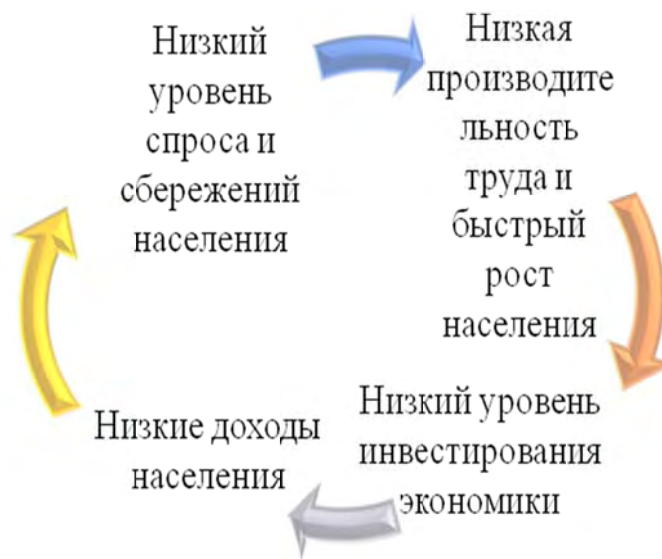 Низкий
уровень
спроса и
сбережений
населения
Низкая
производите
льность
труда и
быстрый
рост
населения
Низкий уровень
инвестирования
экономики
Низкие доходы
населения